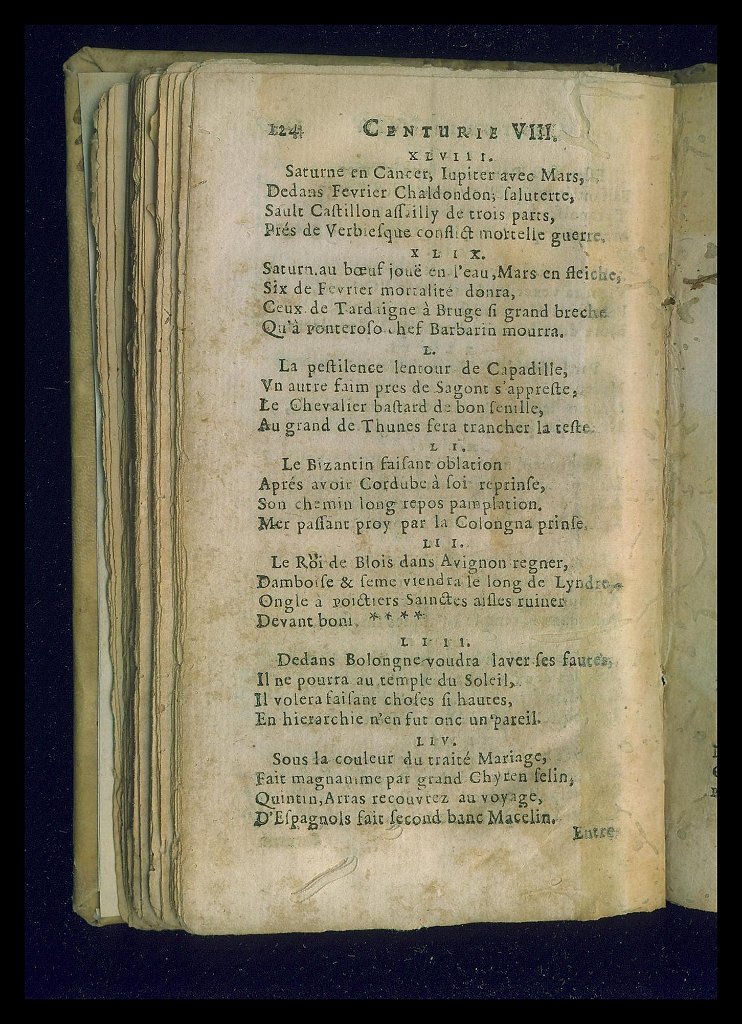 124 CENTURIE VIII.
XLVIII.
Saturne en Cancer, Iupiter avec Mars,
Dedans Fevrier Chaldondon, ſaluterte,
Sault Caſtillon aſſailly de trois parts,
Prés de Verbieſque conflict mortelle guerre.
XLIX.
Saturn.au bœuf jouë en l'eau,Mars en fleiche,
Six de Fevrier mortalité donra,
Ceux de Tardaigne à Bruge ſi grand breche
Qu'à ponteroſo chef Barbarin mourra.
L.
La peſtilence lentour de Capadille,
Vn autre faim pres de Sagont s'appreſte,
Le Chevalier baſtard de bon ſenille,
Au grand de Thunes fera trancher la teſte.
LI.
Le Bizantin faiſant oblation
Aprés avoir Cordube à ſoi reprinſe,
Son chemin long repos pamplation.
Mer paſſant proy par la Colongna prinſe.
LII.
Le Roi de Blois dans Avignon regner,
Damboiſe & ſeme viendra le long de Lyndre,
Ongle à poictiers Sainctes aiſles ruiner
Devant boni. ****
LIII.
Dedans Bolongne voudra laver ſes fautes,
Il ne pourra au temple du Soleil,
Il volera faiſant choſes ſi hautes,
En hierarchie n'en fut onc un pareil.
LIV.
Sous la couleur du traité Mariage,
Fait magnanime par grand Chyren ſelin,
Quintin,Arras recouvrez au voyage,
D'Eſpagnols fait ſecond banc Macelin.
Entre